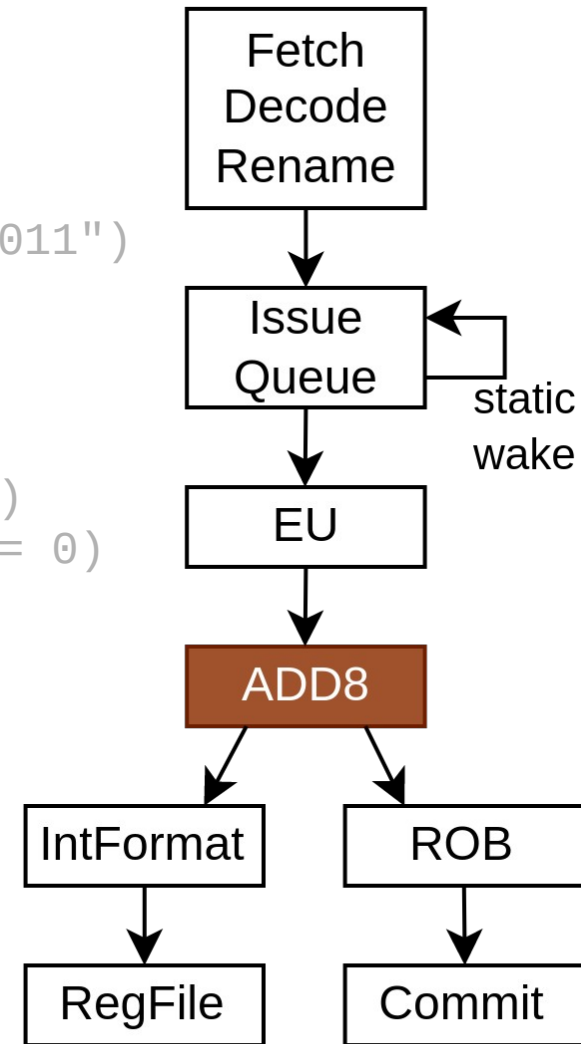 Fetch
Decode
Rename
011")
Issue
Queue
static
wake
)
= 0)
EU
ADD8
IntFormat
ROB
RegFile
Commit